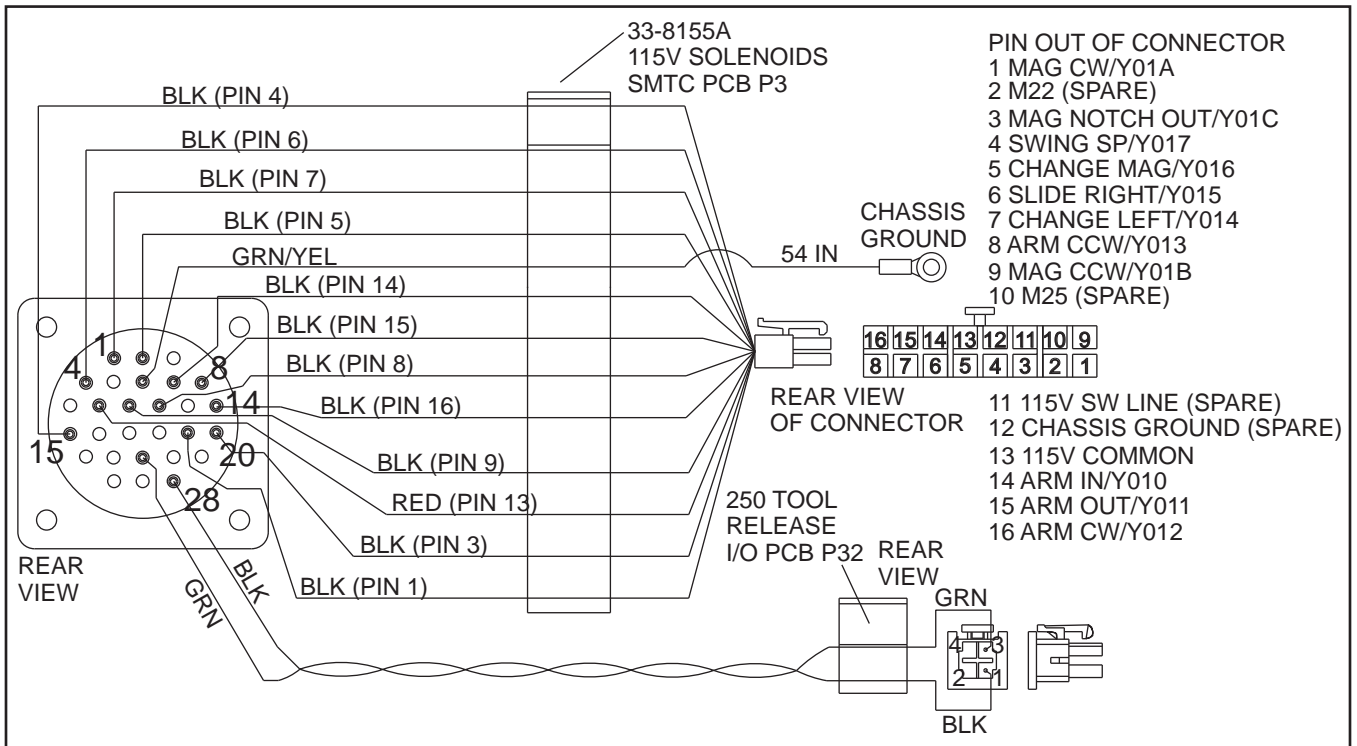 33-8155A
115V SOLENOIDS
SMTC PCB P3
BLK (PIN 4)
BLK (PIN 6)
BLK (PIN 7)
BLK (PIN 5)
GRN/YEL
BLK (PIN 14)
BLK (PIN 15)
BLK (PIN 8)
BLK (PIN 16)
BLK (PIN 9)
RED (PIN 13)
BLK (PIN 3)
BLK (PIN 1)
1
4
8
14
15
20
28
REAR
VIEW
GRN
BLK
CHASSIS
GROUND
54 IN
PIN OUT OF CONNECTOR
1 MAG CW/Y01A
2 M22 (SPARE)
3 MAG NOTCH OUT/Y01C
4 SWING SP/Y017
5 CHANGE MAG/Y016
6 SLIDE RIGHT/Y015
7 CHANGE LEFT/Y014
8 ARM CCW/Y013
9 MAG CCW/Y01B
10 M25 (SPARE)
16 15 14 13 12 11 10 9
8 7 6 5 4 3 2 1
REAR VIEW
OF CONNECTOR
11 115V SW LINE (SPARE)
12 CHASSIS GROUND (SPARE)
13 115V COMMON
14 ARM IN/Y010
15 ARM OUT/Y011
16 ARM CW/Y012
250 TOOL
RELEASE
I/O PCB P32
REAR
VIEW
GRN
4 3
2 1
BLK